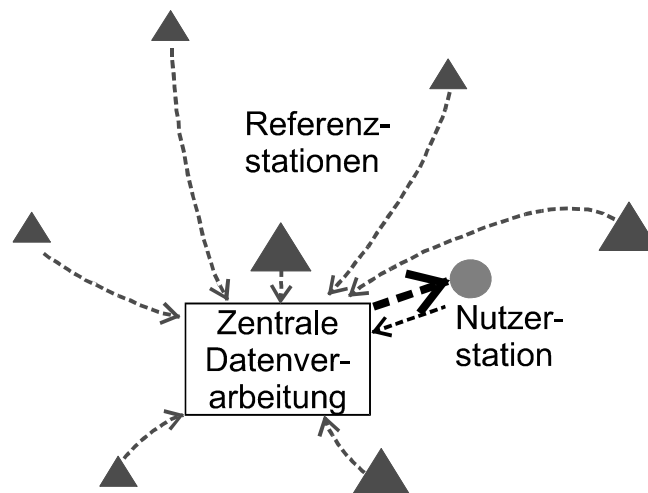 Referenz-
stationen
Zentrale
Datenver-
arbeitung
Nutzer-
station